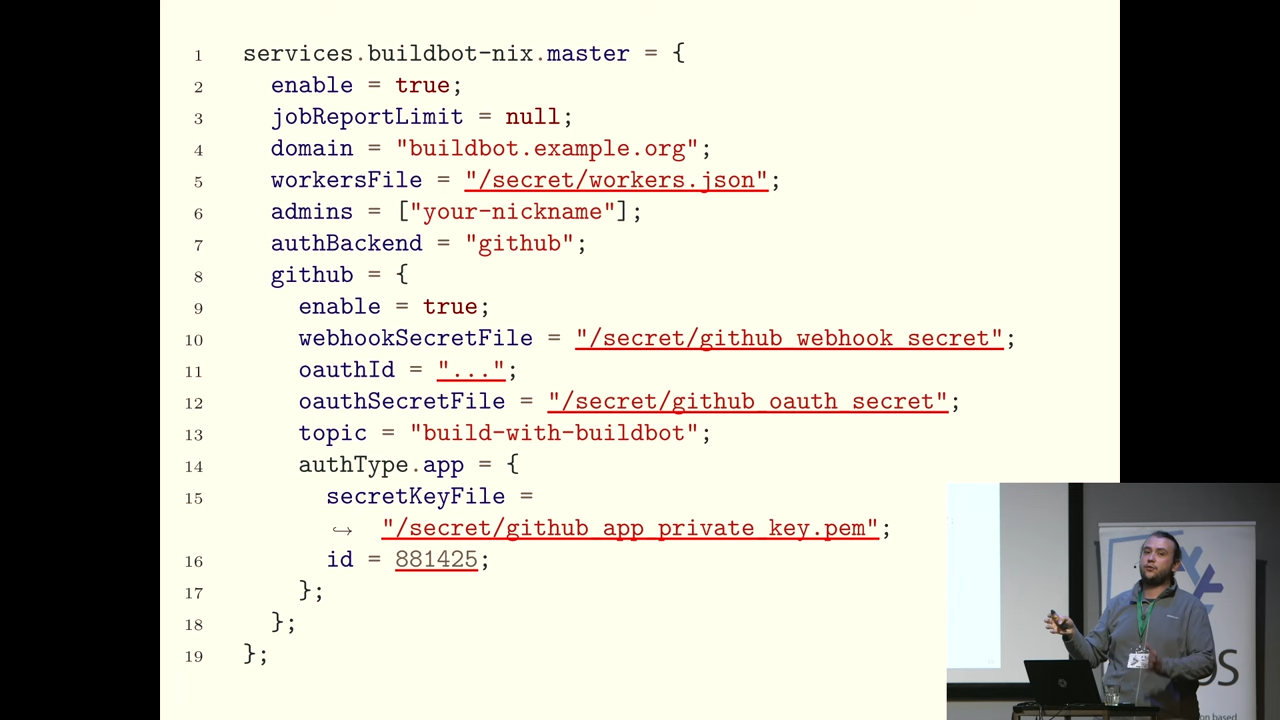 1 services.buildbot-nix.master = {
2 enable = true;
3 jobReportLimit = null;
4 domain = "buildbot.example.org";
5 workersFile = "/secret/workers.json";
6 admins = ["your-nickname"];
7 authBackend = "github";
8 github = {
9 enable = true;
10 webhookSecretFile = "/secret/github_webhook_secret";
11 oauthId = "...";
12 oauthSecretFile = "/secret/github_oauth_secret";
13 topic = "build-with-buildbot";
14 authType.app = {
15 secretKeyFile =
↪ "/secret/github_app_private_key.pem";
16 id = 881425;
17 };
18 };
19 };
OS